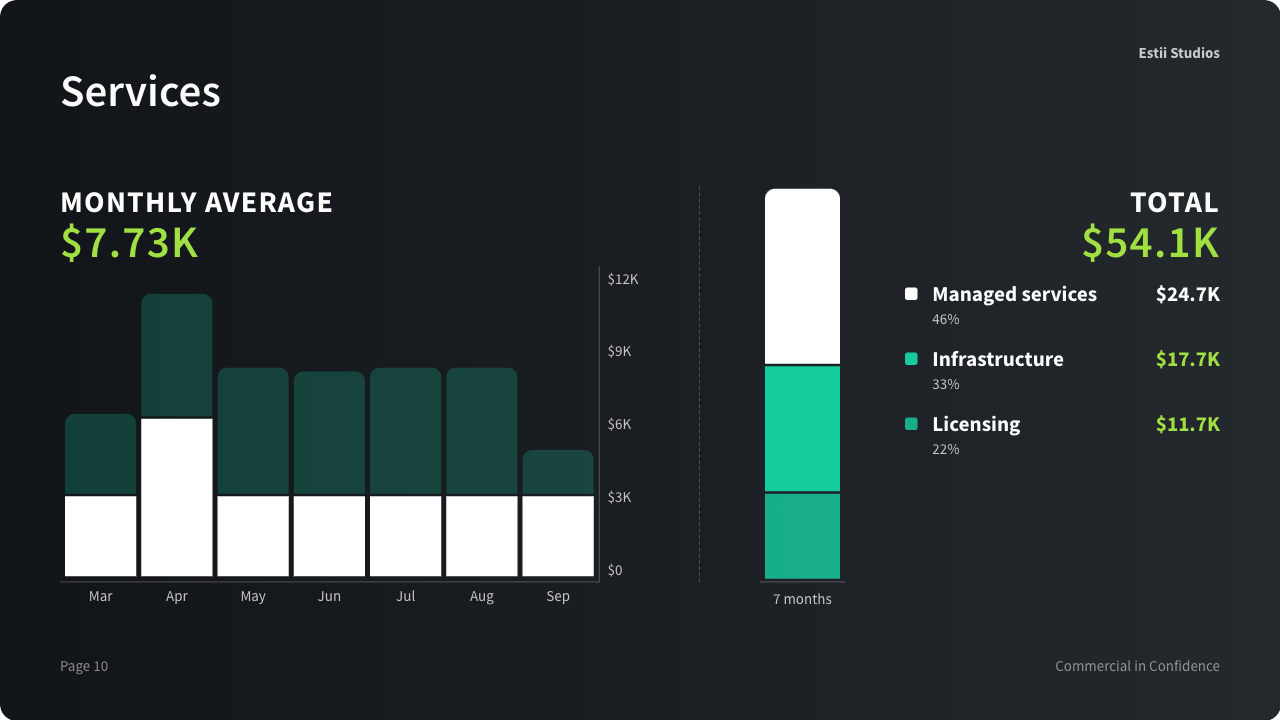 Estii Studios
Services
MONTHLY AVERAGE
$7.73K
$12K
$9K
$6K
$3K
$0
Mar Apr May Jun Jul Aug Sep
7 months
TOTAL
$54.1K
Managed services $24.7K
46%
Infrastructure $17.7K
33%
Licensing $11.7K
22%
Page 10
Commercial in Confidence